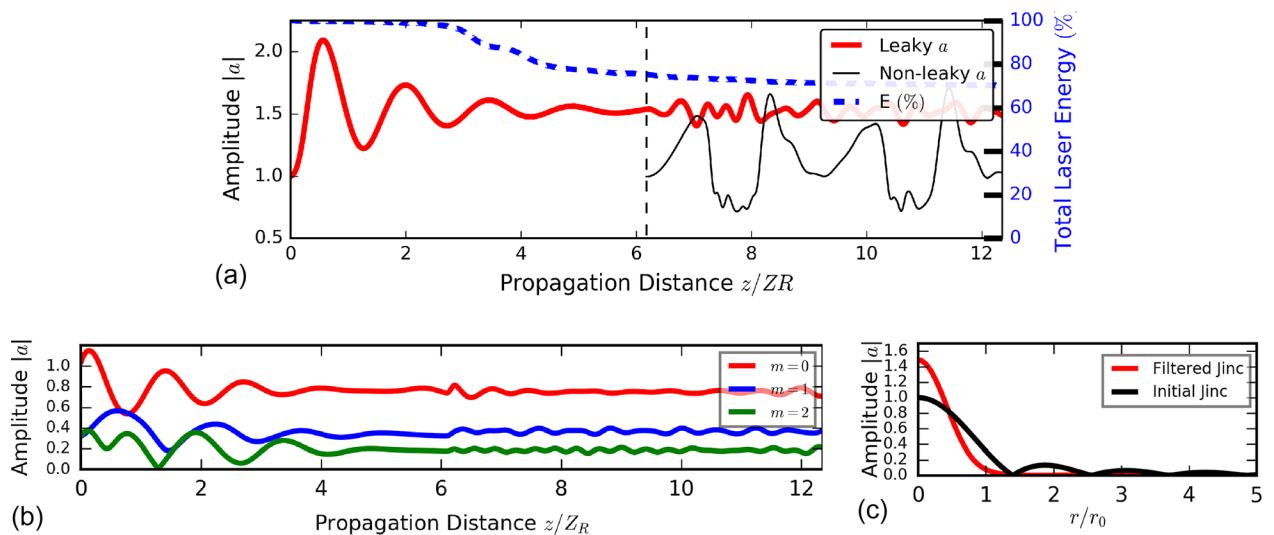 2.0
1.5
1.0
0.5
Amplitude |a|
0
2
4
6
8
10
12
Propagation Distance z/ZR
100
80
60
40
20
0
Total Laser Energy (%)
Leaky a
Non-leaky a
E (%)
(a)
1.0
0.8
0.6
0.4
0.2
0.0
Amplitude |a|
0
2
4
6
8
10
12
Propagation Distance z/Z_R
m = 0
m = 1
m = 2
(b)
1.6
1.4
1.2
1.0
0.8
0.6
0.4
0.2
0.0
Amplitude |a|
0
1
2
3
4
5
r/r_0
Filtered Jinc
Initial Jinc
(c)